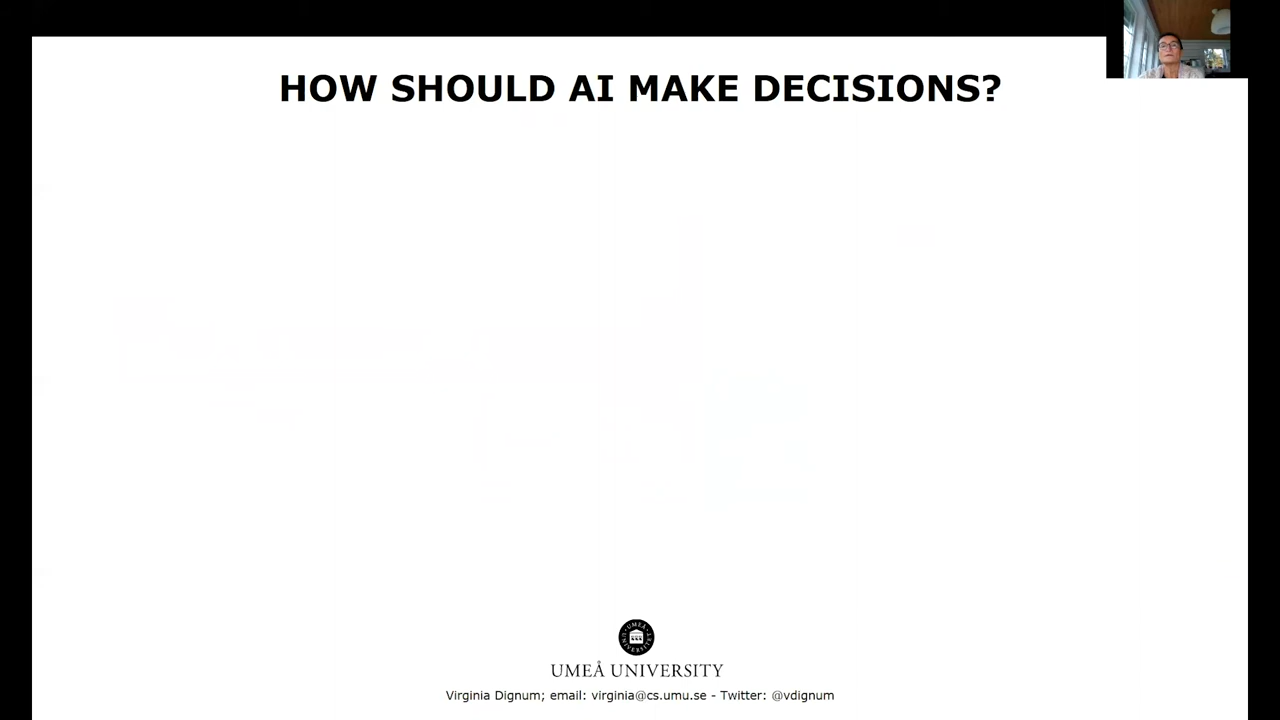 HOW SHOULD AI MAKE DECISIONS?
UMEÅ UNIVERSITY
Virginia Dignum; email: virginia@cs.umu.se - Twitter: @vdignum